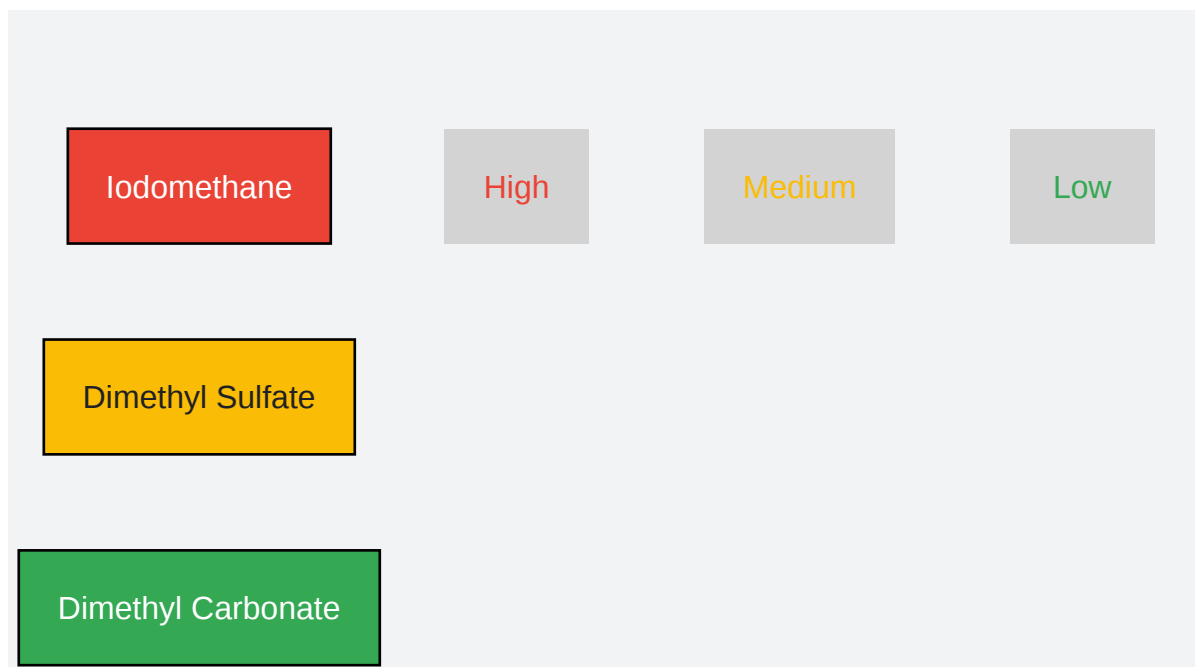 Iodomethane
High
Medium
Low
Dimethyl Sulfate
Dimethyl Carbonate